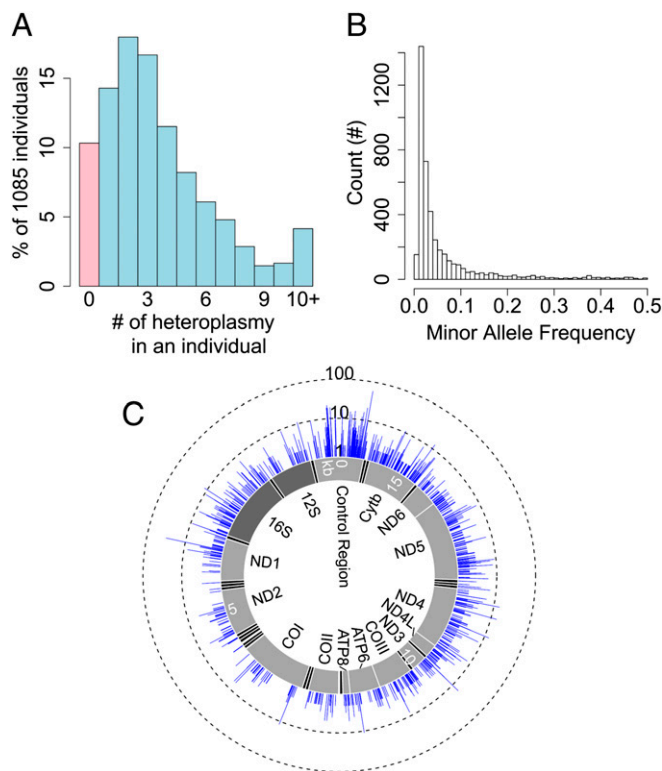 A
% of 1085 individuals
15
10
5
0
0 3 6 9 10+
# of heteroplasmy
in an individual
B
Count (#)
1200
800
400
0
0.0 0.1 0.2 0.3 0.4 0.5
Minor Allele Frequency
C
100
10
1
0
kb
Control Region
Cytb
15
ND6
ND5
ND4
ND4L
ND3
10
COIII
ATP6
ATP8
COII
COI
5
ND2
ND1
16S
12S